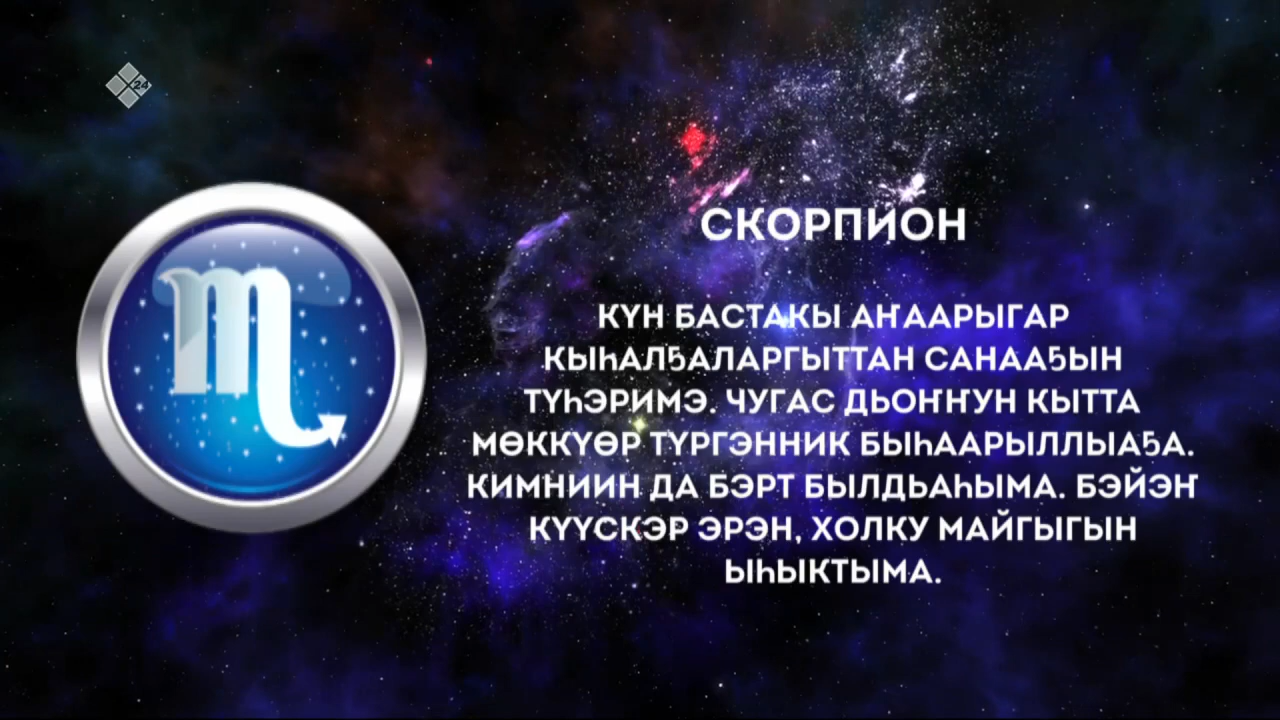 Х24
СКОРПИОН
КҮН БАСТАКЫ АҤААРЫГАР
КЫҺАЛҔАЛАРГЫТТАН САНААҔЫН
ТҮҺЭРИМЭ. ЧУГАС ДЬОҤҤУН КЫТТА
МӨККҮӨР ТҮРГЭННИК БЫҺААРЫЛЛЫАҔА.
КИМНИИН ДА БЭРТ БЫЛДЬАҺЫМА. БЭЙЭҤ
КҮҮСКЭР ЭРЭН, ХОЛКУ МАЙГЫГЫН
ЫҺЫКТЫМА.